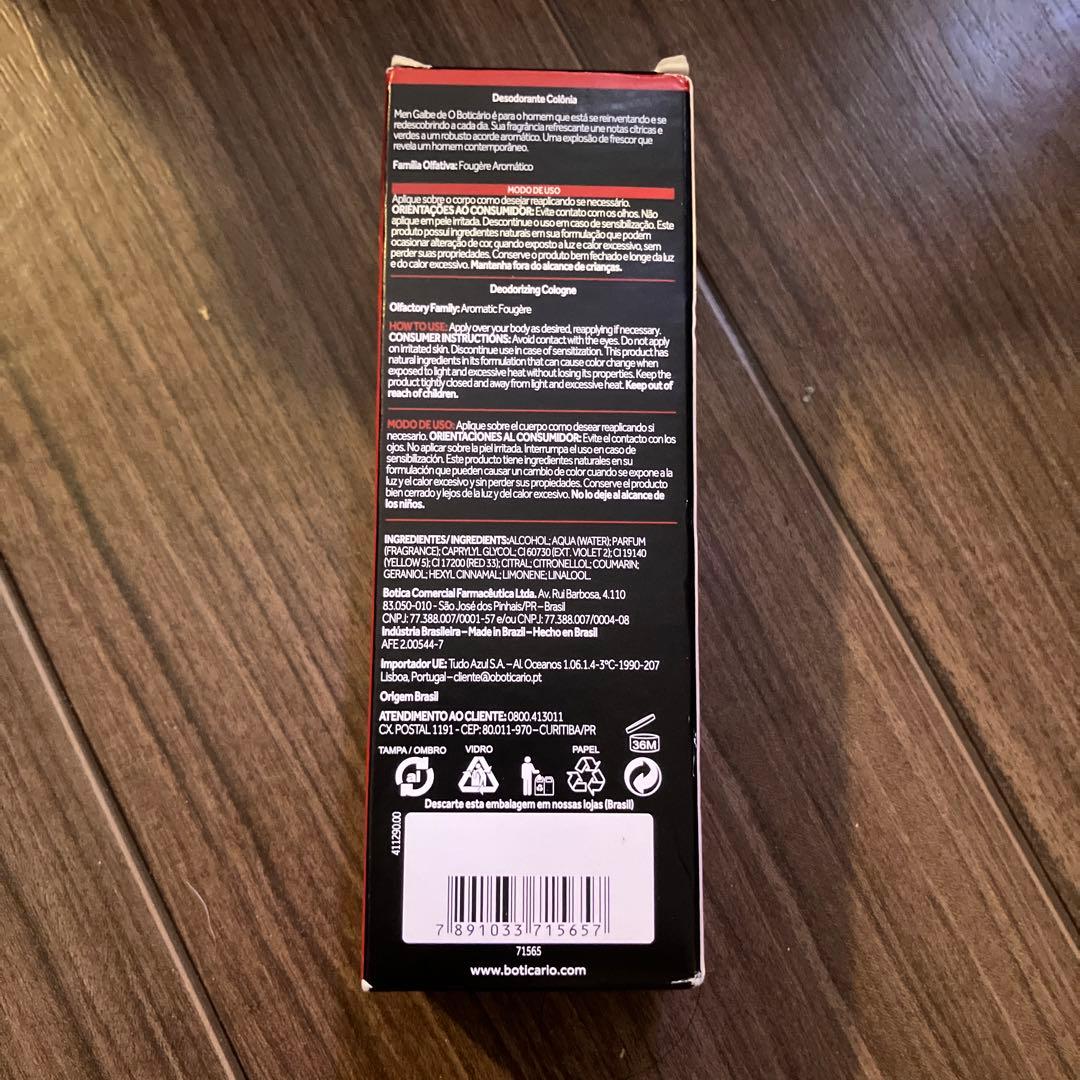 Desodorante Colônia
Men Galbe de O Boticário é para o homem que está se reinventando e se
redescobrindo a cada dia. Sua fragrância refrescante une notas cítricas e
verdes a um robusto acorde aromático. Uma explosão de frescor que
revela um homem contemporâneo.
Família Olfativa: Fougère Aromático
MODO DE USO
Aplique sobre o corpo como desejar reaplicando se necessário.
ORIENTAÇÕES AO CONSUMIDOR: Evite contato com os olhos. Não
aplique em pele irritada. Descontinue o uso em caso de sensibilização. Este
produto possui ingredientes naturais em sua formulação que podem
ocasionar alteração de cor, quando exposto a luz e calor excessivo, sem
perder suas propriedades. Conserve o produto bem fechado e longe da luz
e do calor excessivo. Mantenha fora do alcance de crianças.
Deodorizing Cologne
Olfactory Family: Aromatic Fougère
HOW TO USE: Apply over your body as desired, reapplying if necessary.
CONSUMER INSTRUCTIONS: Avoid contact with the eyes. Do not apply
on irritated skin. Discontinue use in case of sensitization. This product has
natural ingredients in its formulation that can cause color change when
exposed to light and excessive heat without losing its properties. Keep the
product tightly closed and away from light and excessive heat. Keep out of
reach of children.
MODO DE USO: Aplique sobre el cuerpo como desear reaplicando si
necesario. ORIENTACIONES AL CONSUMIDOR: Evite el contacto con los
ojos. No aplicar sobre la piel irritada. Interrumpa el uso en caso de
sensibilización. Este producto tiene ingredientes naturales en su
formulación que pueden causar un cambio de color cuando se expone a la
luz y el calor excesivo y sin perder sus propiedades. Conserve el producto
bien cerrado y lejos de la luz y del calor excesivo. No lo deje al alcance de
los niños.
INGREDIENTES/ INGREDIENTS: ALCOHOL; AQUA (WATER); PARFUM
(FRAGRANCE); CAPRYLYL GLYCOL; CI 60730 (EXT. VIOLET 2); CI 19140
(YELLOW 5); CI 17200 (RED 33); CITRAL; CITRONELLOL; COUMARIN;
GERANIOL; HEXYL CINNAMAL; LIMONENE; LINALOOL.
Botica Comercial Farmacêutica Ltda. Av. Rui Barbosa, 4.110
83.050-010 - São José dos Pinhais/PR – Brasil
CNPJ: 77.388.007/0001-57 e/ou CNPJ: 77.388.007/0004-08
Indústria Brasileira – Made in Brazil – Hecho en Brasil
AFE 2.00544-7
Importador UE: Tudo Azul S.A. – Al. Oceanos 1.06.1.4-3ºC-1990-207
Lisboa, Portugal – cliente@oboticario.pt
Origem Brasil
ATENDIMENTO AO CLIENTE: 0800.413011
CX. POSTAL 1191 - CEP: 80.011-970 – CURITIBA/PR
36M
TAMPA / OMBRO VIDRO PAPEL
al
Descarte esta embalagem em nossas lojas (Brasil)
411290.00
7 891033 715657
71565
www.boticario.com